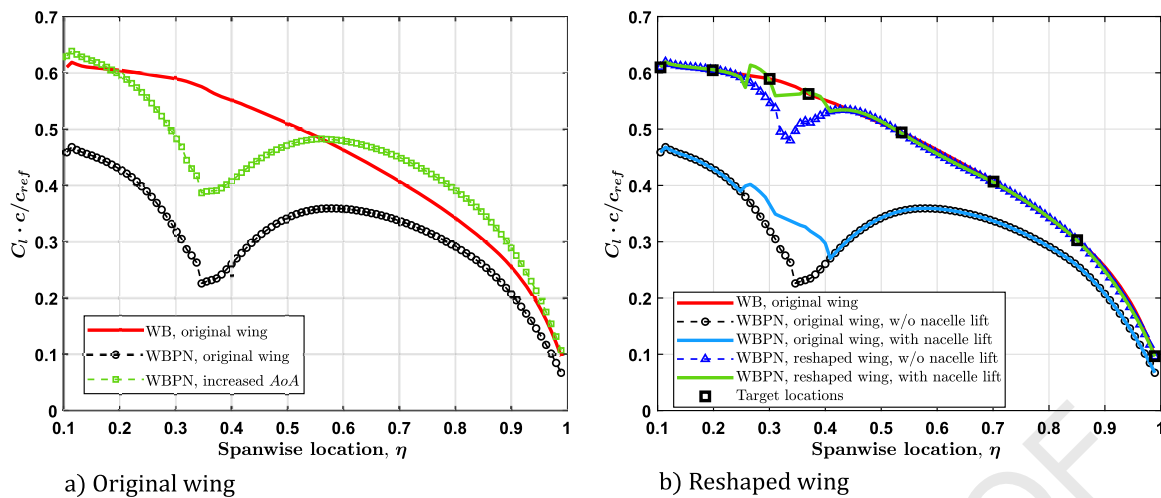 0.7
0.6
0.5
0.4
0.3
0.2
0.1
0
C_l · c/c_ref
0.1 0.2 0.3 0.4 0.5 0.6 0.7 0.8 0.9 1
Spanwise location, η
WB, original wing
WBPN, original wing
WBPN, increased AoA
a) Original wing
0.7
0.6
0.5
0.4
0.3
0.2
0.1
0
C_l · c/c_ref
0.1 0.2 0.3 0.4 0.5 0.6 0.7 0.8 0.9 1
Spanwise location, η
WB, original wing
WBPN, original wing, w/o nacelle lift
WBPN, original wing, with nacelle lift
WBPN, reshaped wing, w/o nacelle lift
WBPN, reshaped wing, with nacelle lift
Target locations
b) Reshaped wing